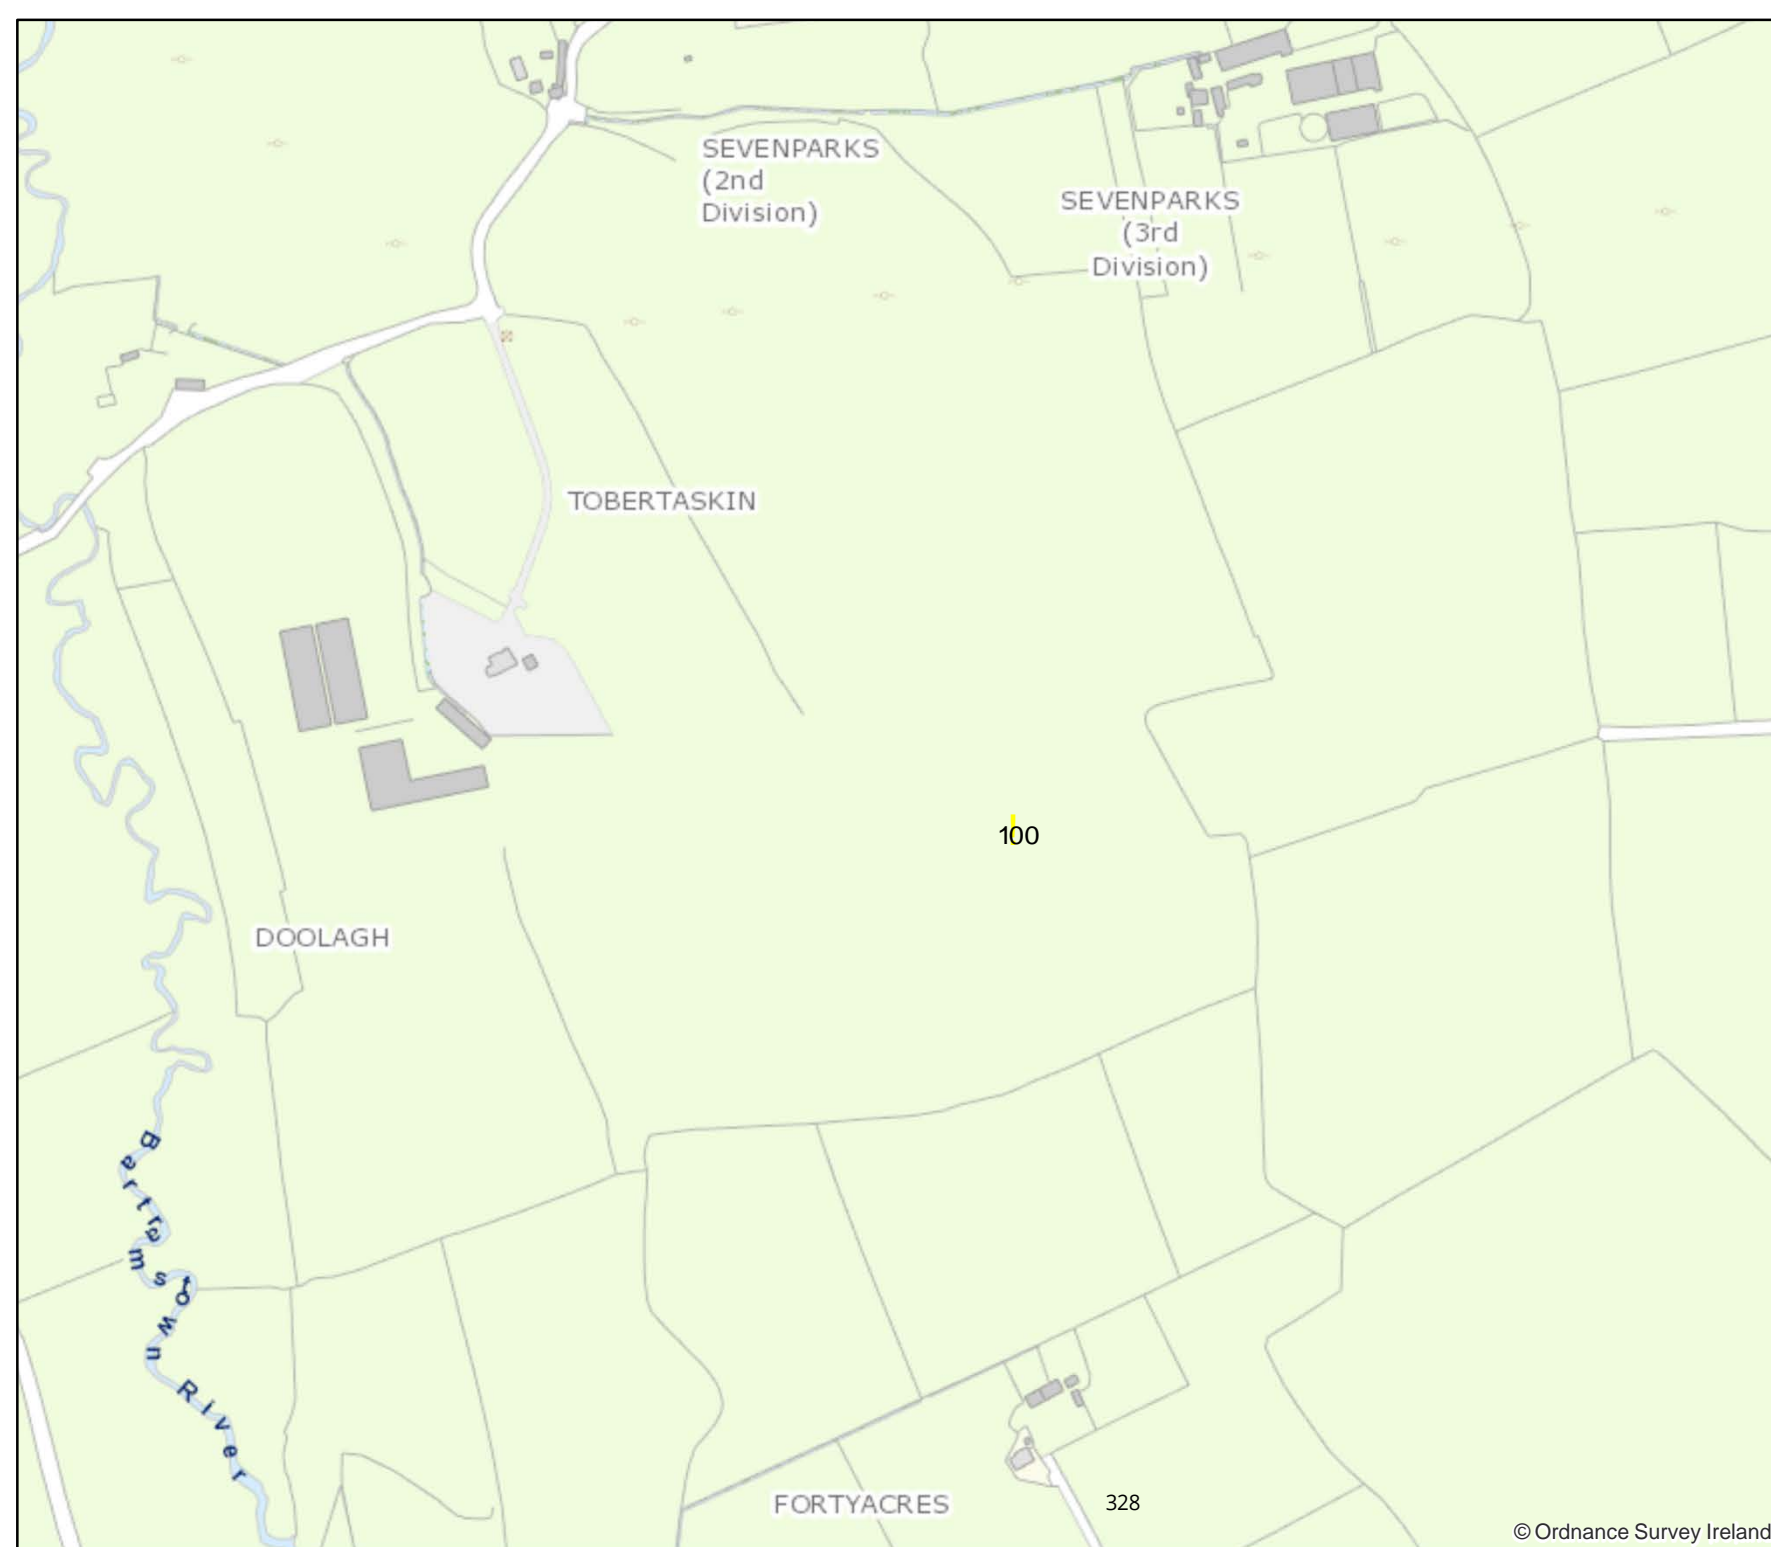 SEVENPARKS
(2nd
Division)
SEVENPARKS
(3rd
Division)
TOBERTASKIN
100
DOOLAGH
Bartramstown River
FORTYACRES
328
© Ordnance Survey Ireland